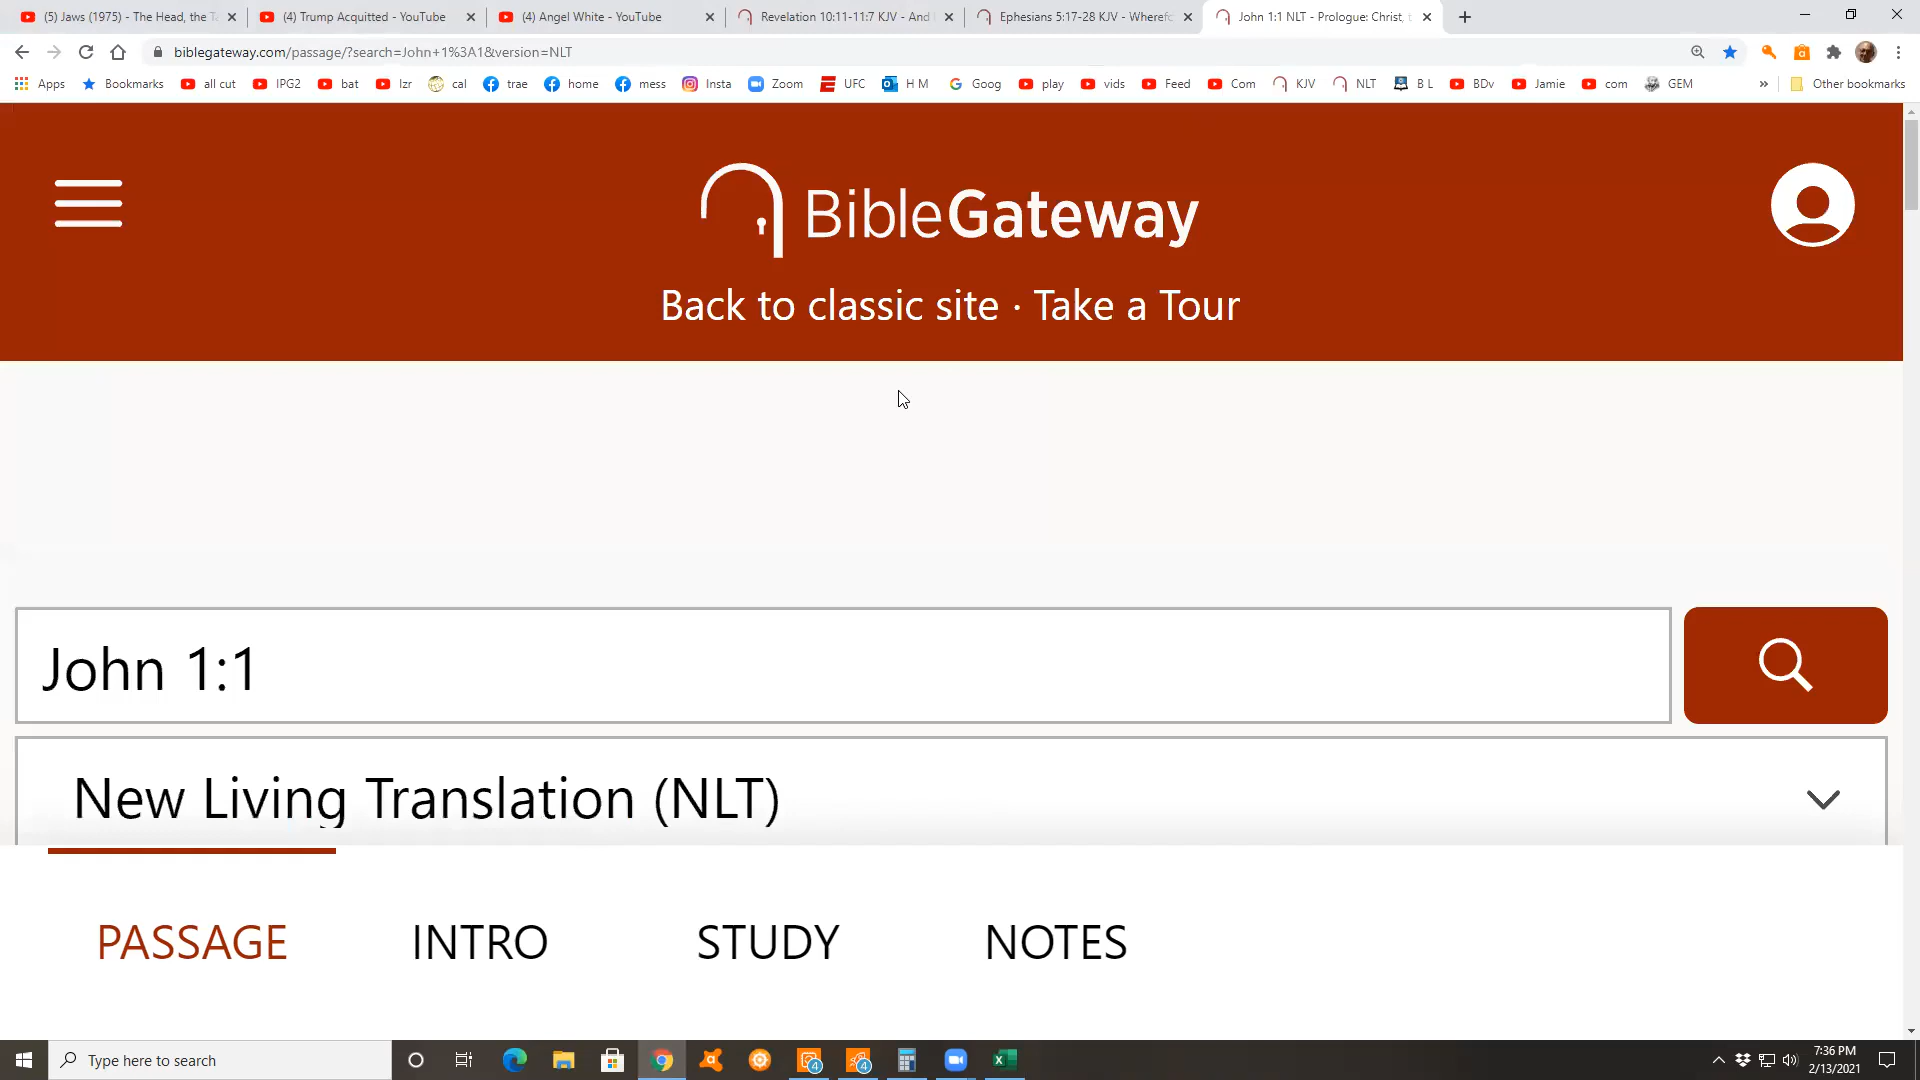 (5) Jaws (1975) - The Head, the T
(4) Trump Acquitted - YouTube
(4) Angel White - YouTube
Revelation 10:11-11:7 KJV - And
Ephesians 5:17-28 KJV - Wherefo
John 1:1 NLT - Prologue: Christ,
biblegateway.com/passage/?search=John+1%3A1&version=NLT
Apps Bookmarks all cut IPG2 bat lzr cal trae home mess Insta Zoom UFC H M Goog play vids Feed Com KJV NLT B L BDv Jamie com GEM » Other bookmarks
BibleGateway
Back to classic site · Take a Tour
John 1:1
New Living Translation (NLT)
PASSAGE INTRO STUDY NOTES
Type here to search
4
4
7:36 PM
2/13/2021